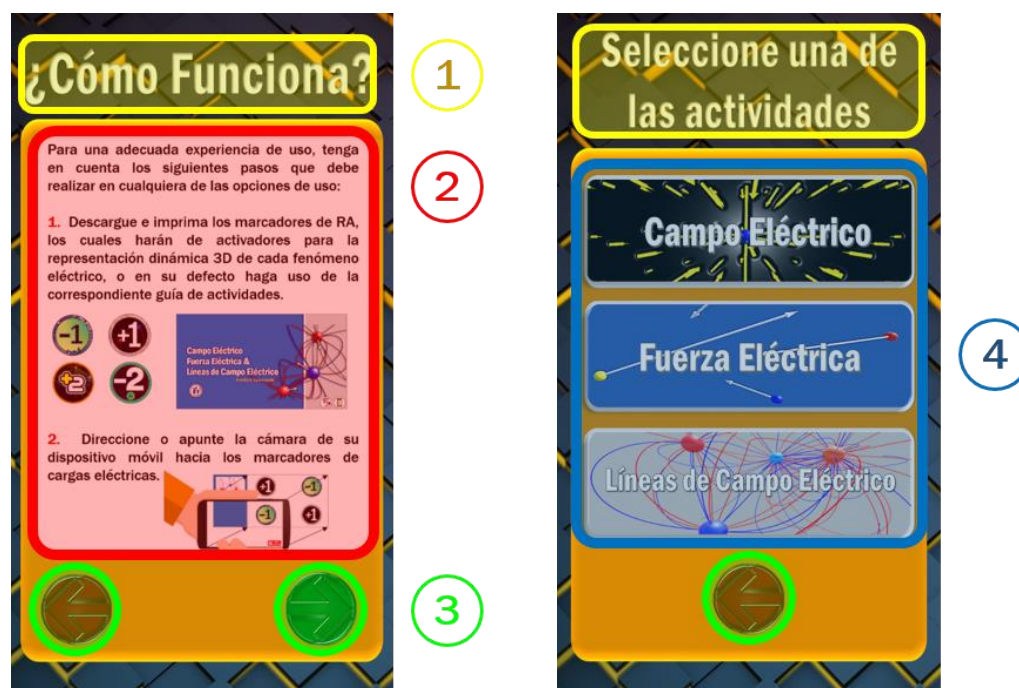 ¿Cómo Funciona?
1
Para una adecuada experiencia de uso, tenga
en cuenta los siguientes pasos que debe
realizar en cualquiera de las opciones de uso:
2
1. Descargue e imprima los marcadores de RA,
los cuales harán de activadores para la
representación dinámica 3D de cada fenómeno
eléctrico, o en su defecto haga uso de la
correspondiente guía de actividades.
-1
+1
+2
-2
Campo Eléctrico
Fuerza Eléctrica &
Líneas de Campo Eléctrico
2. Direccione o apunte la cámara de su
dispositivo móvil hacia los marcadores de
cargas eléctricas.
+1
-1
-1
+1
3
Seleccione una de
las actividades
Campo Eléctrico
Fuerza Eléctrica
Líneas de Campo Eléctrico
4